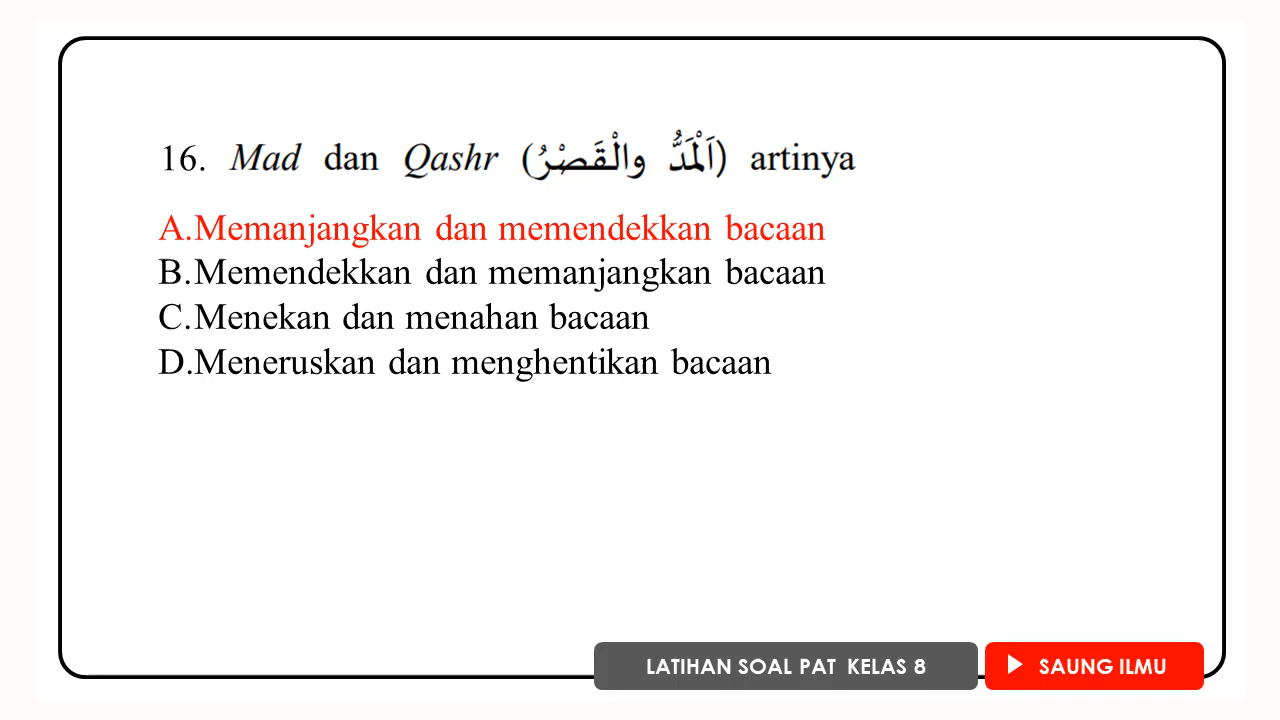 16. Mad dan Qashr (اَلْمَدُّ والْقَصْرُ) artinya
A.Memanjangkan dan memendekkan bacaan
B.Memendekkan dan memanjangkan bacaan
C.Menekan dan menahan bacaan
D.Meneruskan dan menghentikan bacaan
LATIHAN SOAL PAT KELAS 8
SAUNG ILMU